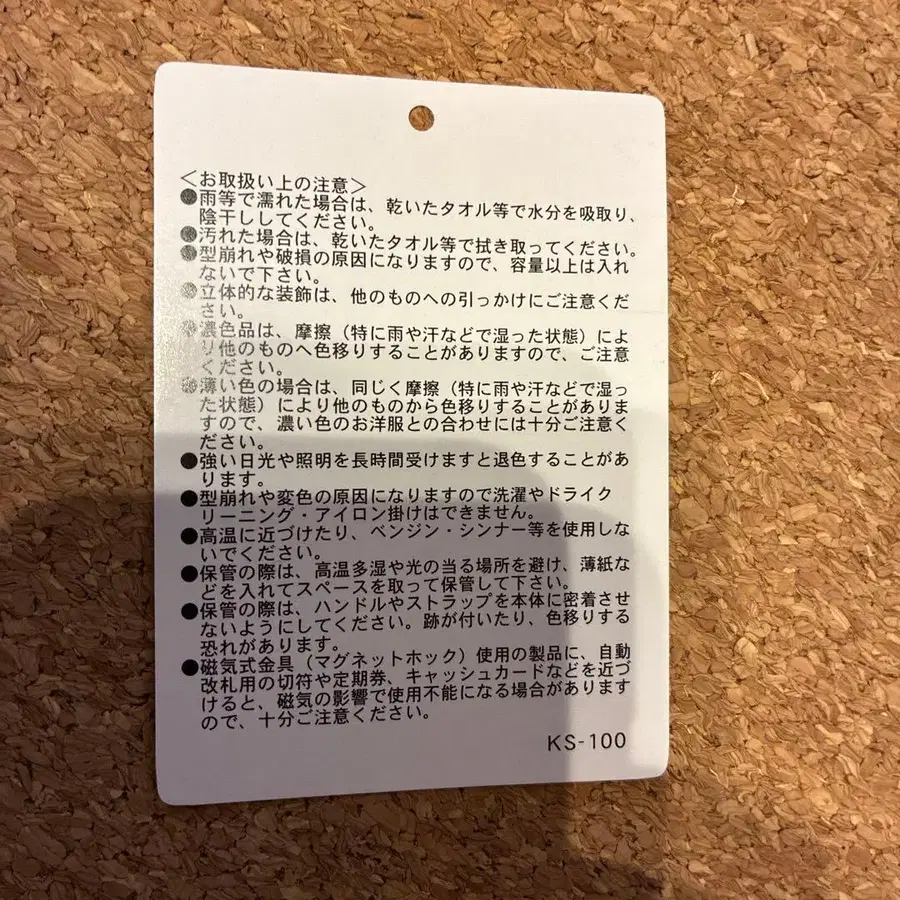 ＜お取扱い上の注意＞
●雨等で濡れた場合は、乾いたタオル等で水分を吸取り、
陰干ししてください。
●汚れた場合は、乾いたタオル等で拭き取ってください。
●型崩れや破損の原因になりますので、容量以上は入れ
ないで下さい。
●立体的な装飾は、他のものへの引っかけにご注意くだ
さい。
●濃色品は、摩擦（特に雨や汗などで湿った状態）によ
り他のものへ色移りすることがありますので、ご注意
ください。
●薄い色の場合は、同じく摩擦（特に雨や汗などで湿っ
た状態）により他のものから色移りすることがありま
すので、濃い色のお洋服との合わせには十分ご注意く
ださい。
●強い日光や照明を長時間受けますと退色することがあ
ります。
●型崩れや変色の原因になりますので洗濯やドライク
リーニング・アイロン掛けはできません。
●高温に近づけたり、ベンジン・シンナー等を使用しな
いでください。
●保管の際は、高温多湿や光の当る場所を避け、薄紙な
どを入れてスペースを取って保管して下さい。
●保管の際は、ハンドルやストラップを本体に密着させ
ないようにしてください。跡が付いたり、色移りする
恐れがあります。
●磁気式金具（マグネットホック）使用の製品に、自動
改札用の切符や定期券、キャッシュカードなどを近づ
けると、磁気の影響で使用不能になる場合があります
ので、十分ご注意ください。
KS-100